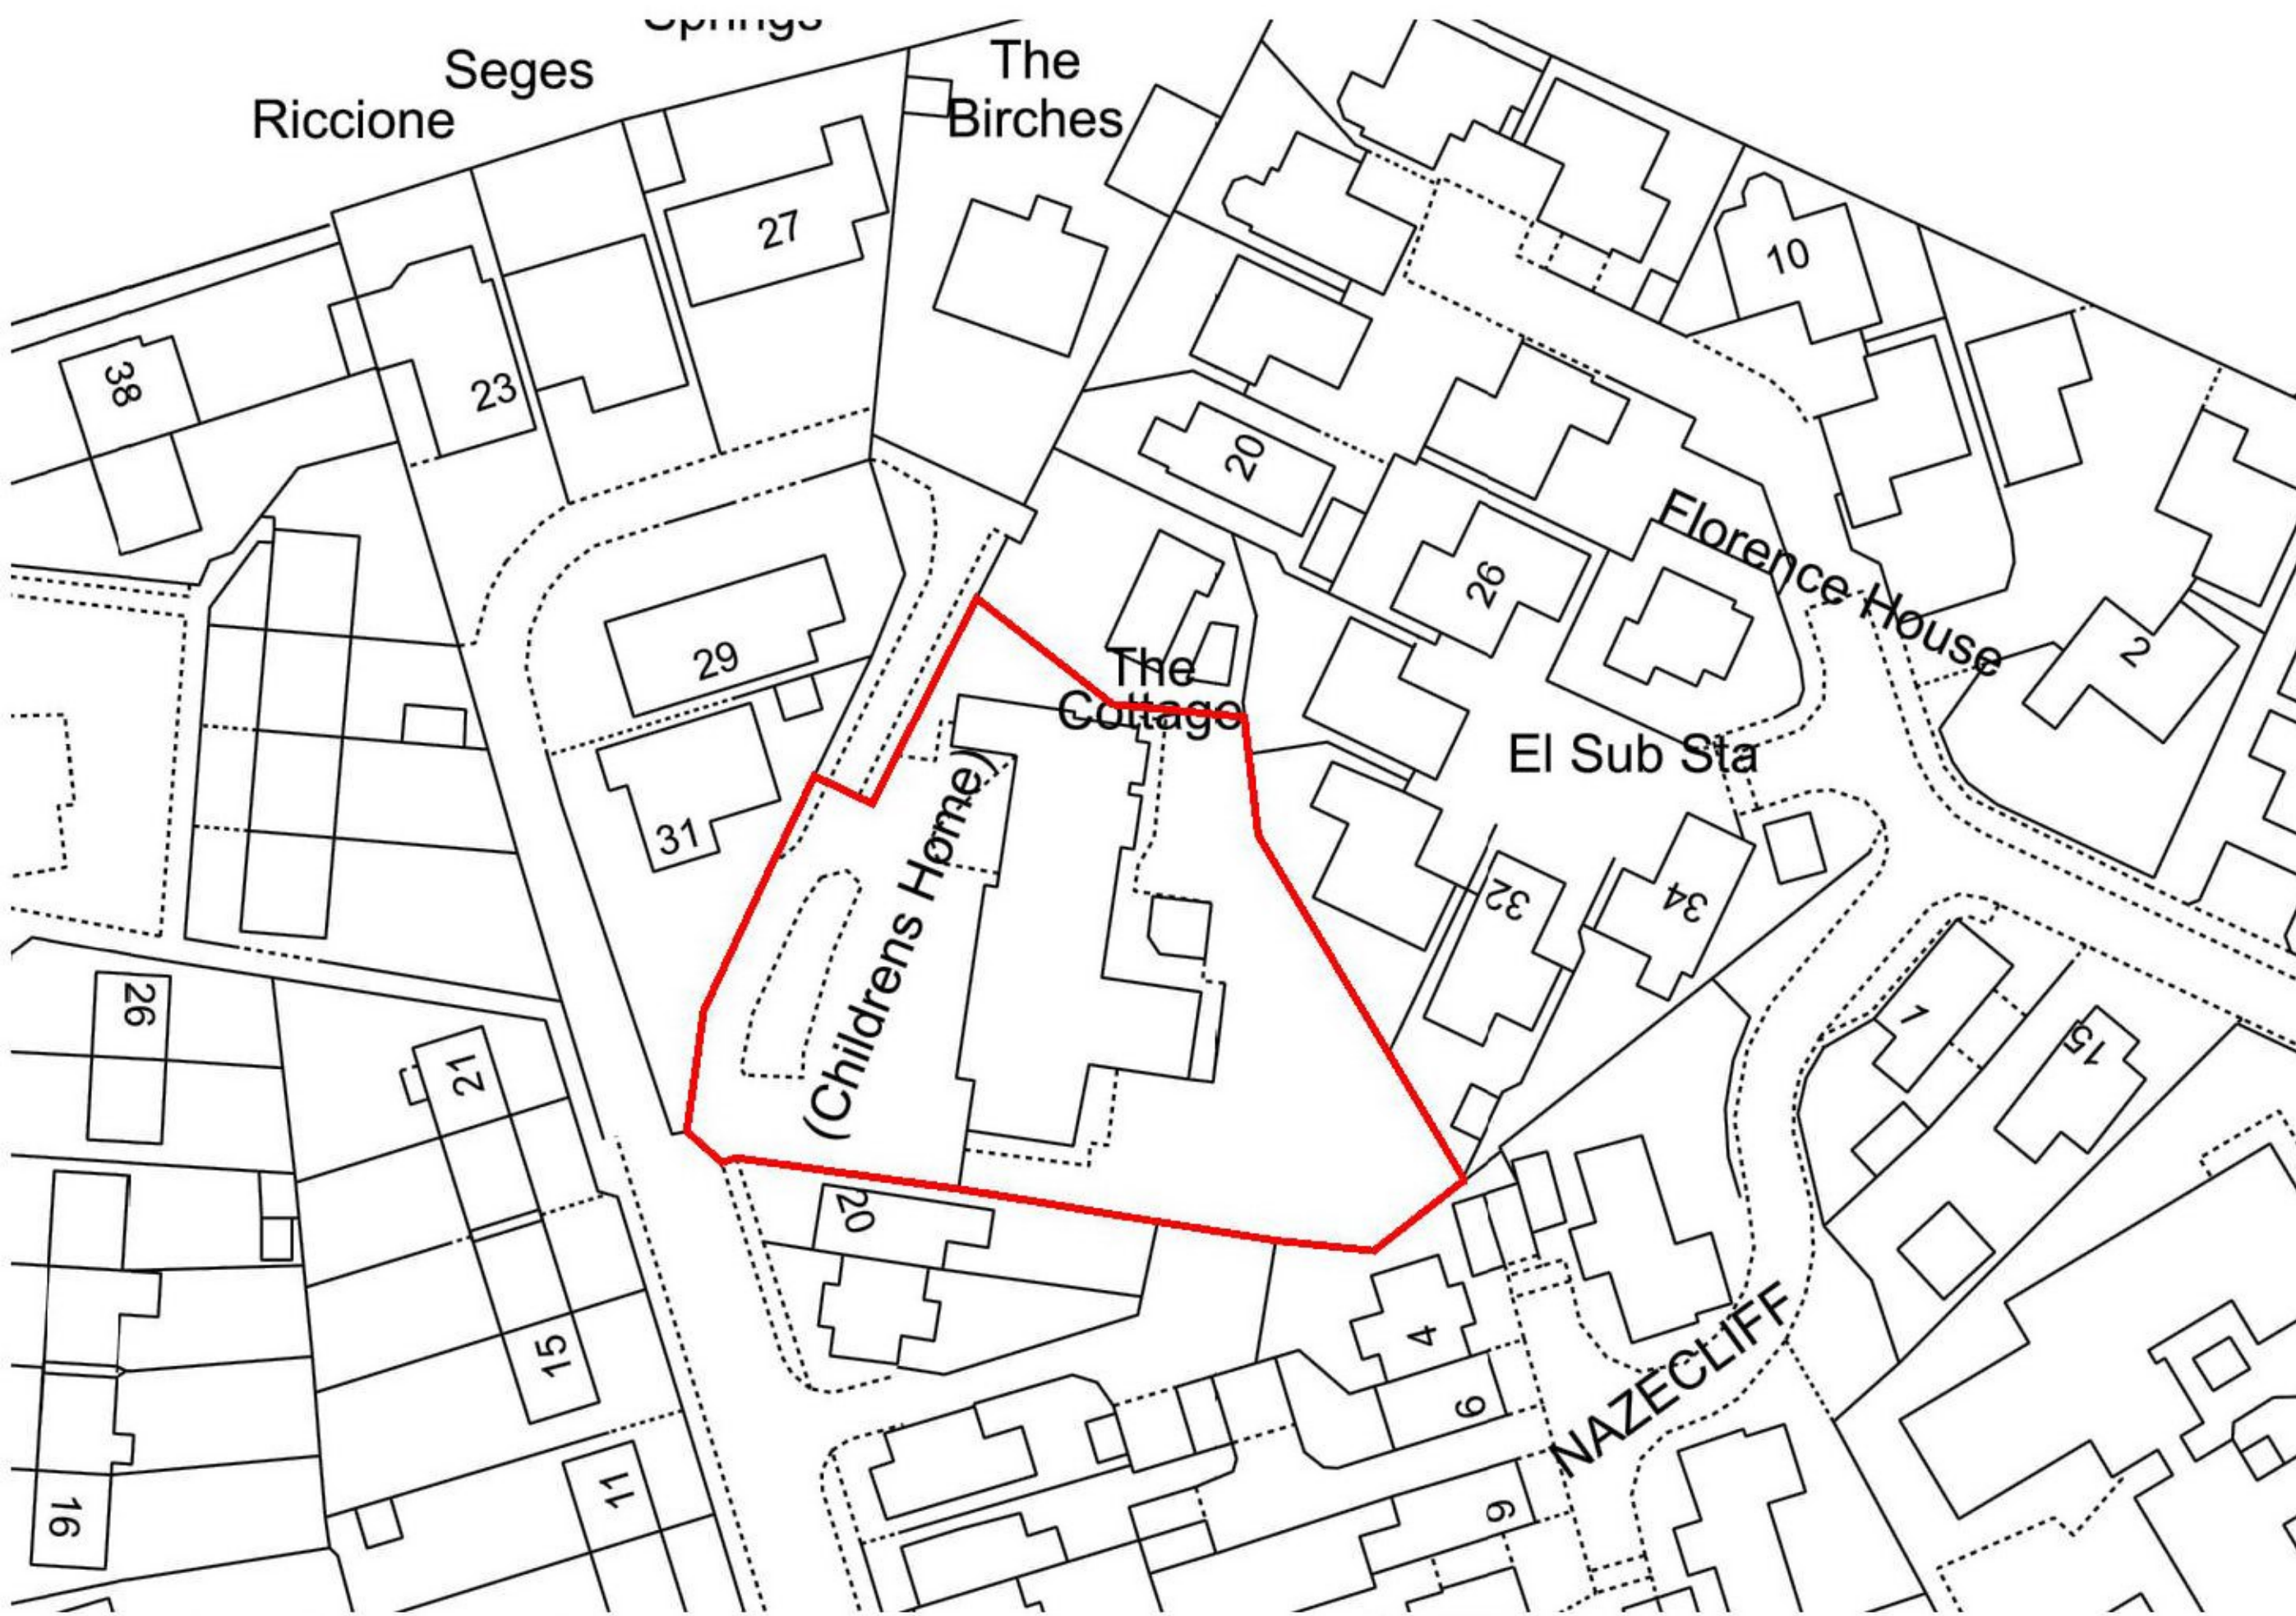 Springs
Seges
The
Birches
Riccione
27
10
38
23
20
26
Florence House
2
29
The
Cottage
El Sub Sta
31
(Childrens Home)
32
34
26
1
15
21
20
4
15
6
NAZECLIFF
11
9
16